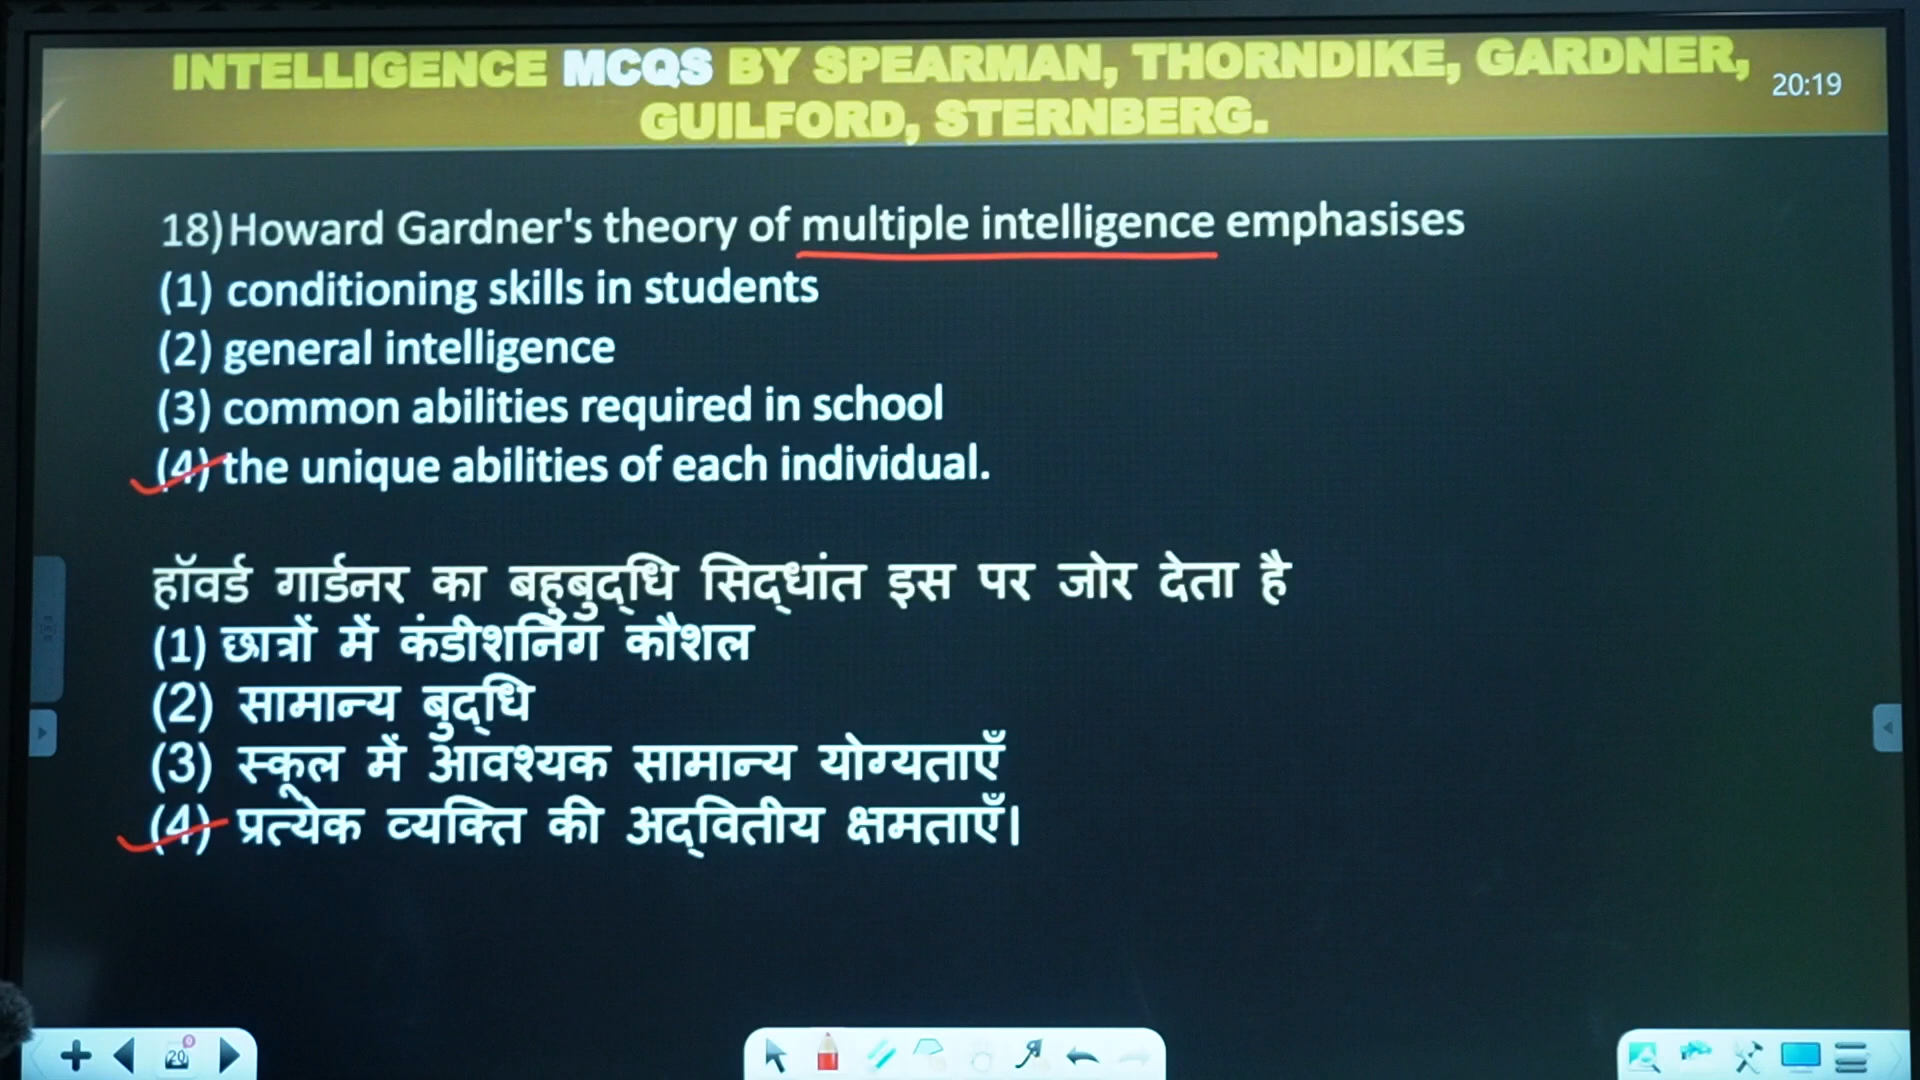 INTELLIGENCE MCQS BY SPEARMAN, THORNDIKE, GARDNER,
GUILFORD, STERNBERG.
20:19
18)Howard Gardner's theory of multiple intelligence emphasises
(1) conditioning skills in students
(2) general intelligence
(3) common abilities required in school
(4) the unique abilities of each individual.
हॉवर्ड गार्डनर का बहुबुद्धि सिद्धांत इस पर जोर देता है
(1) छात्रों में कंडीशनिंग कौशल
(2) सामान्य बुद्धि
(3) स्कूल में आवश्यक सामान्य योग्यताएँ
(4) प्रत्येक व्यक्ति की अद्वितीय क्षमताएँ।
20